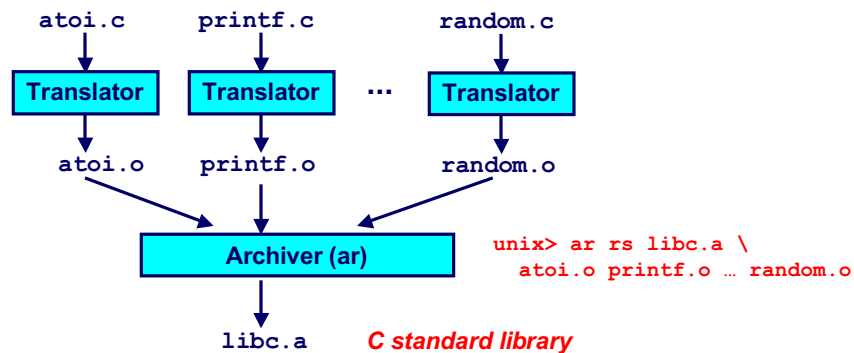 atoi.c printf.c random.c
Translator Translator ... Translator
atoi.o printf.o random.o
Archiver (ar)
unix> ar rs libc.a \
atoi.o printf.o … random.o
libc.a C standard library